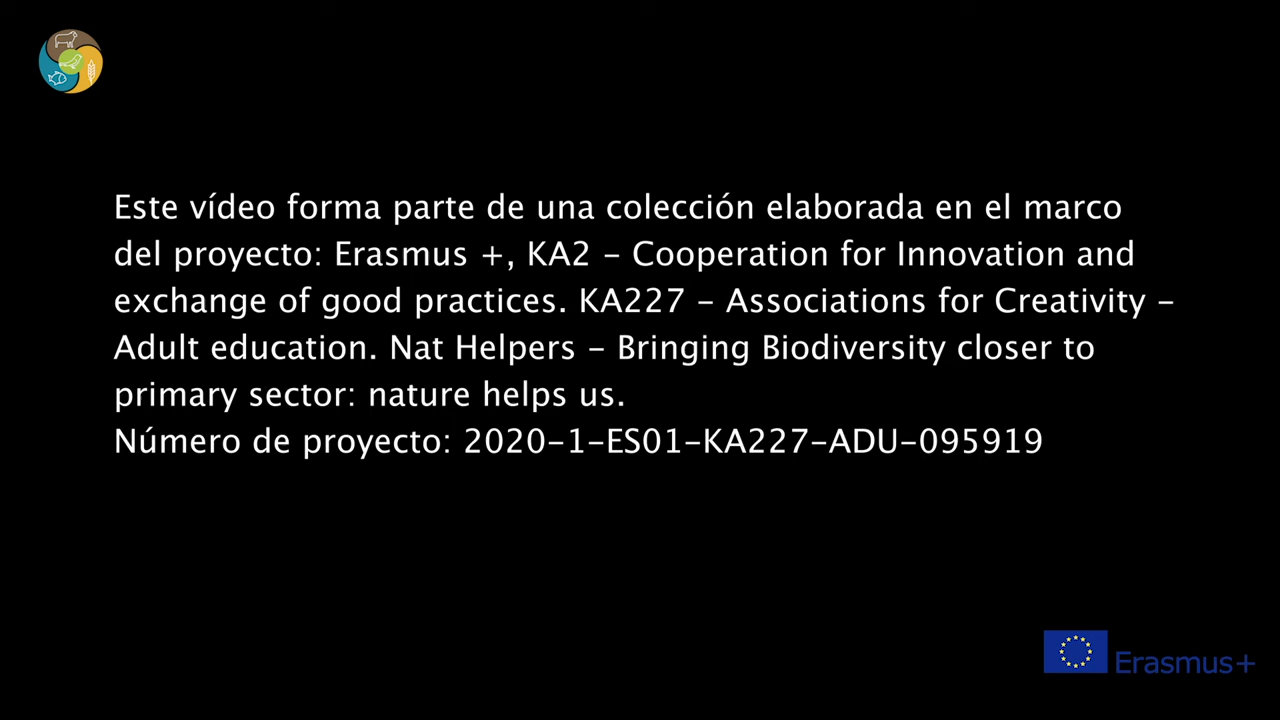 Este vídeo forma parte de una colección elaborada en el marco
del proyecto: Erasmus +, KA2 – Cooperation for Innovation and
exchange of good practices. KA227 – Associations for Creativity –
Adult education. Nat Helpers – Bringing Biodiversity closer to
primary sector: nature helps us.
Número de proyecto: 2020-1-ES01-KA227-ADU-095919
Erasmus+